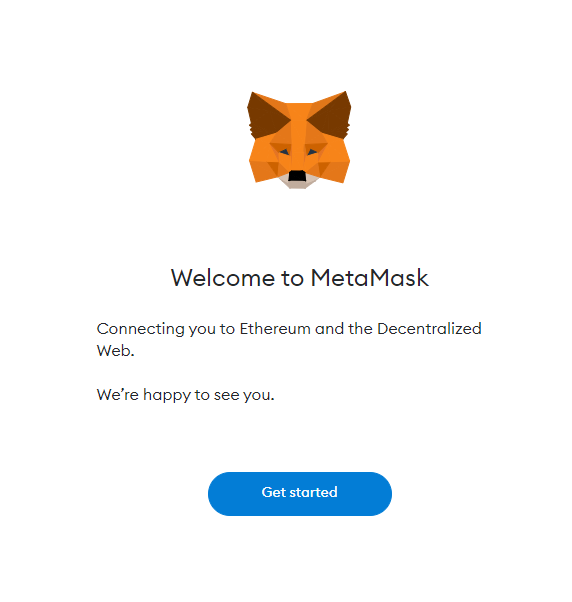 Welcome to MetaMask
Connecting you to Ethereum and the Decentralized
Web.
We’re happy to see you.
Get started